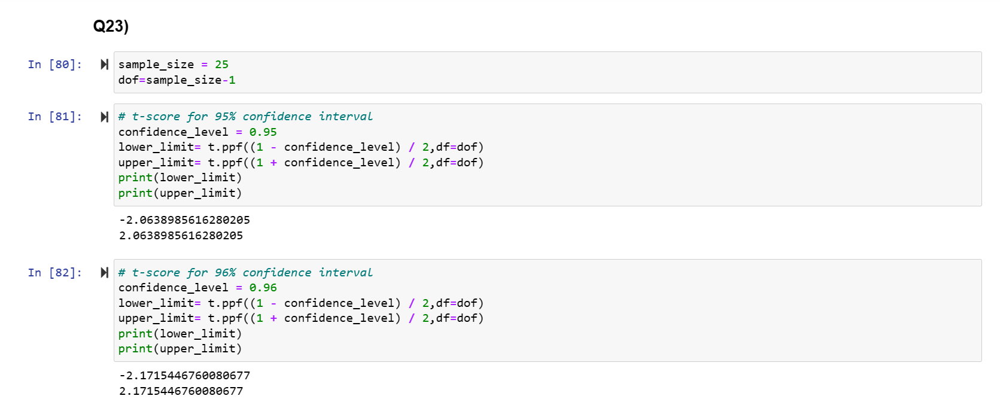 Q23)
In [80]:
sample_size = 25
dof=sample_size-1
In [81]:
# t-score for 95% confidence interval
confidence_level = 0.95
lower_limit= t.ppf((1 - confidence_level) / 2,df=dof)
upper_limit= t.ppf((1 + confidence_level) / 2,df=dof)
print(lower_limit)
print(upper_limit)
-2.0638985616280205
2.0638985616280205
In [82]:
# t-score for 96% confidence interval
confidence_level = 0.96
lower_limit= t.ppf((1 - confidence_level) / 2,df=dof)
upper_limit= t.ppf((1 + confidence_level) / 2,df=dof)
print(lower_limit)
print(upper_limit)
-2.1715446760080677
2.1715446760080677